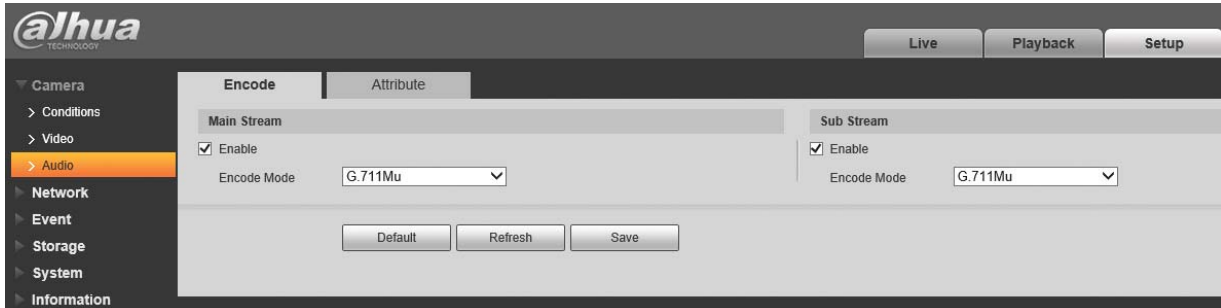 alhua
TECHNOLOGY
Live
Playback
Setup
Camera
Conditions
Video
Audio
Network
Event
Storage
System
Information
Encode
Attribute
Main Stream
Enable
Encode Mode
G.711Mu
Sub Stream
Enable
Encode Mode
G.711Mu
Default
Refresh
Save